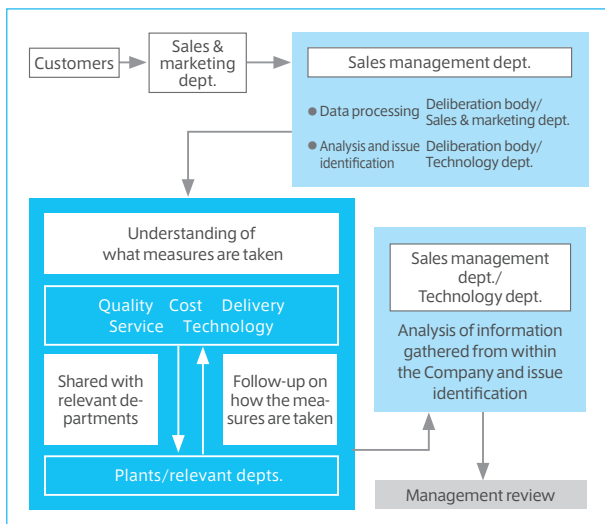 Customers
Sales &
marketing
dept.
Sales management dept.
● Data processing
Deliberation body/
Sales & marketing dept.
● Analysis and issue
identification
Deliberation body/
Technology dept.
Understanding of
what measures are taken
Quality Cost Delivery
Service Technology
Shared with
relevant de-
partments
Follow-up on
how the mea-
sures are taken
Plants/relevant depts.
Sales management
dept./
Technology dept.
Analysis of information
gathered from within
the Company and issue
identification
Management review